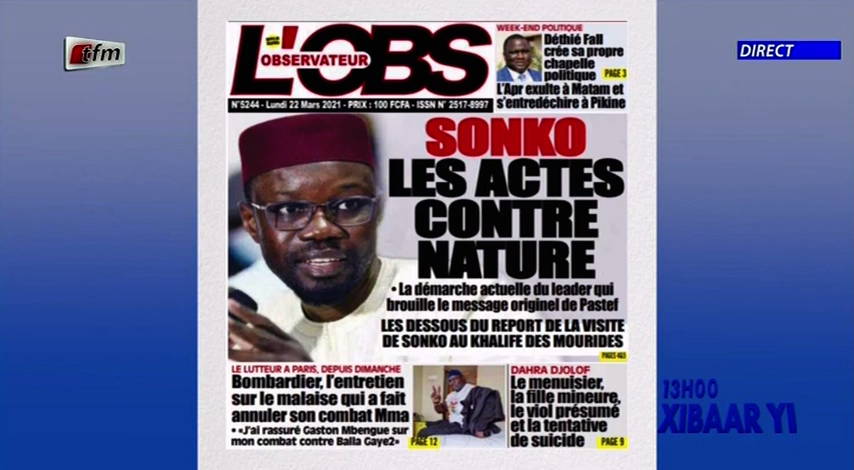 tfm
DIRECT
L'OBS
OBSERVATEUR
N°5244 - Lundi 22 Mars 2021 - PRIX : 100 FCFA - ISSN N° 2517-8997
WEEK-END POLITIQUE
Déthié Fall
crée sa propre
chapelle
politique PAGE 3
L'Apr exulte à Matam et
s'entredéchire à Pikine
SONKO
LES ACTES
CONTRE
NATURE
• La démarche actuelle du leader qui
brouille le message originel de Pastef
LES DESSOUS DU REPORT DE LA VISITE
DE SONKO AU KHALIFE DES MOURIDES
PAGES 4&5
LE LUTTEUR A PARIS, DEPUIS DIMANCHE
Bombardier, l'entretien
sur le malaise qui a fait
annuler son combat Mma
• «J'ai rassuré Gaston Mbengue sur
mon combat contre Balla Gaye2» PAGE 12
DAHRA DJOLOF
Le menuisier,
la fille mineure,
le viol présumé
et la tentative
de suicide PAGE 9
13H00
XIBAAR YI